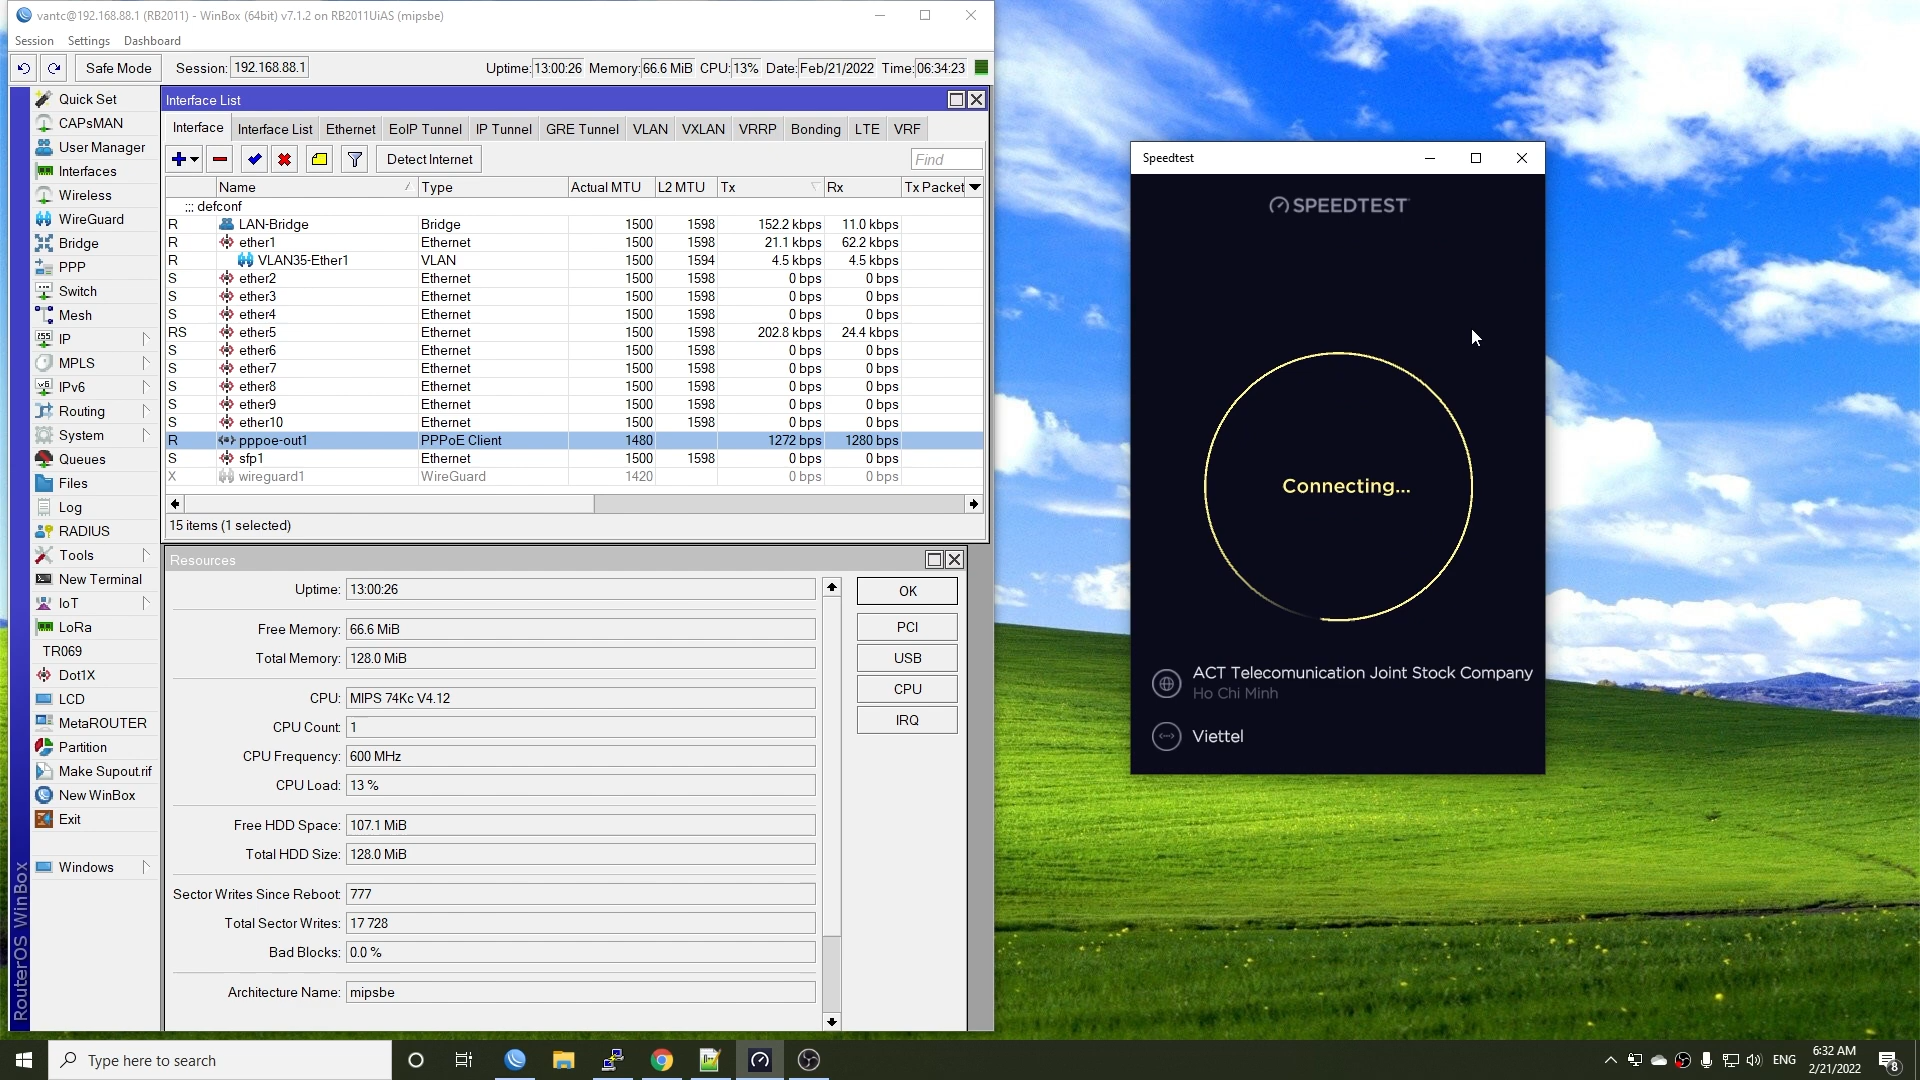 vantc@192.168.88.1 (RB2011) - WinBox (64bit) v7.1.2 on RB2011UiAS (mipsbe)
Session Settings Dashboard
Safe Mode Session: 192.168.88.1 Uptime: 13:00:26 Memory: 66.6 MiB CPU: 13% Date: Feb/21/2022 Time: 06:34:23
RouterOS WinBox
Quick Set
CAPsMAN
User Manager
Interfaces
Wireless
WireGuard
Bridge
PPP
Switch
Mesh
IP
MPLS
IPv6
Routing
System
Queues
Files
Log
RADIUS
Tools
New Terminal
IoT
LoRa
TR069
Dot1X
LCD
MetaROUTER
Partition
Make Supout.rif
New WinBox
Exit
Windows
Interface List
Interface Interface List Ethernet EoIP Tunnel IP Tunnel GRE Tunnel VLAN VXLAN VRRP Bonding LTE VRF
Detect Internet Find
Name Type Actual MTU L2 MTU Tx Rx Tx Packet
;;; defconf
R LAN-Bridge Bridge 1500 1598 152.2 kbps 11.0 kbps
R ether1 Ethernet 1500 1598 21.1 kbps 62.2 kbps
R VLAN35-Ether1 VLAN 1500 1594 4.5 kbps 4.5 kbps
S ether2 Ethernet 1500 1598 0 bps 0 bps
S ether3 Ethernet 1500 1598 0 bps 0 bps
S ether4 Ethernet 1500 1598 0 bps 0 bps
RS ether5 Ethernet 1500 1598 202.8 kbps 24.4 kbps
S ether6 Ethernet 1500 1598 0 bps 0 bps
S ether7 Ethernet 1500 1598 0 bps 0 bps
S ether8 Ethernet 1500 1598 0 bps 0 bps
S ether9 Ethernet 1500 1598 0 bps 0 bps
S ether10 Ethernet 1500 1598 0 bps 0 bps
R pppoe-out1 PPPoE Client 1480 1272 bps 1280 bps
S sfp1 Ethernet 1500 1598 0 bps 0 bps
X wireguard1 WireGuard 1420 0 bps 0 bps
15 items (1 selected)
Resources
Uptime: 13:00:26
Free Memory: 66.6 MiB
Total Memory: 128.0 MiB
CPU: MIPS 74Kc V4.12
CPU Count: 1
CPU Frequency: 600 MHz
CPU Load: 13 %
Free HDD Space: 107.1 MiB
Total HDD Size: 128.0 MiB
Sector Writes Since Reboot: 777
Total Sector Writes: 17 728
Bad Blocks: 0.0 %
Architecture Name: mipsbe
OK
PCI
USB
CPU
IRQ
Speedtest
SPEEDTEST
Connecting...
ACT Telecomunication Joint Stock Company
Ho Chi Minh
Viettel
Type here to search
ENG
6:32 AM
2/21/2022
8